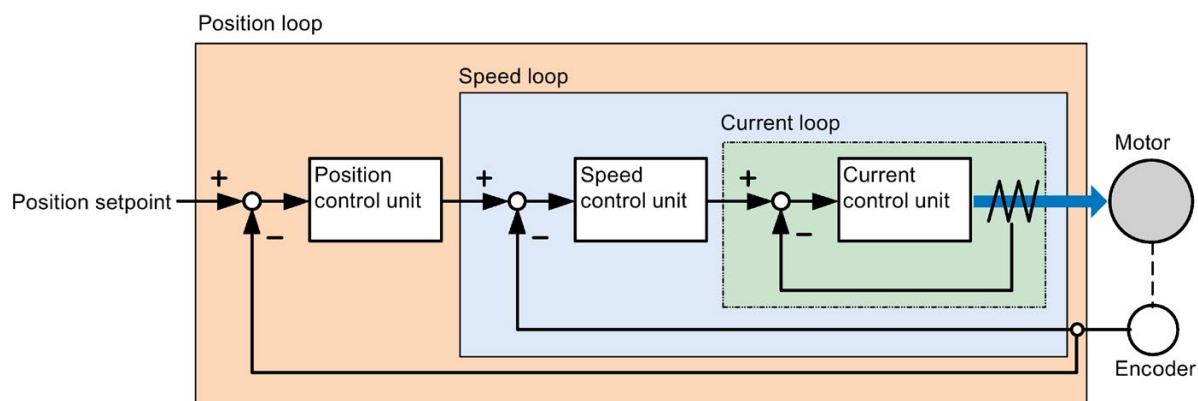 Position loop
Speed loop
Current loop
Motor
+
+
+
Position
control unit
Speed
control unit
Current
control unit
Position setpoint
−
−
−
Encoder